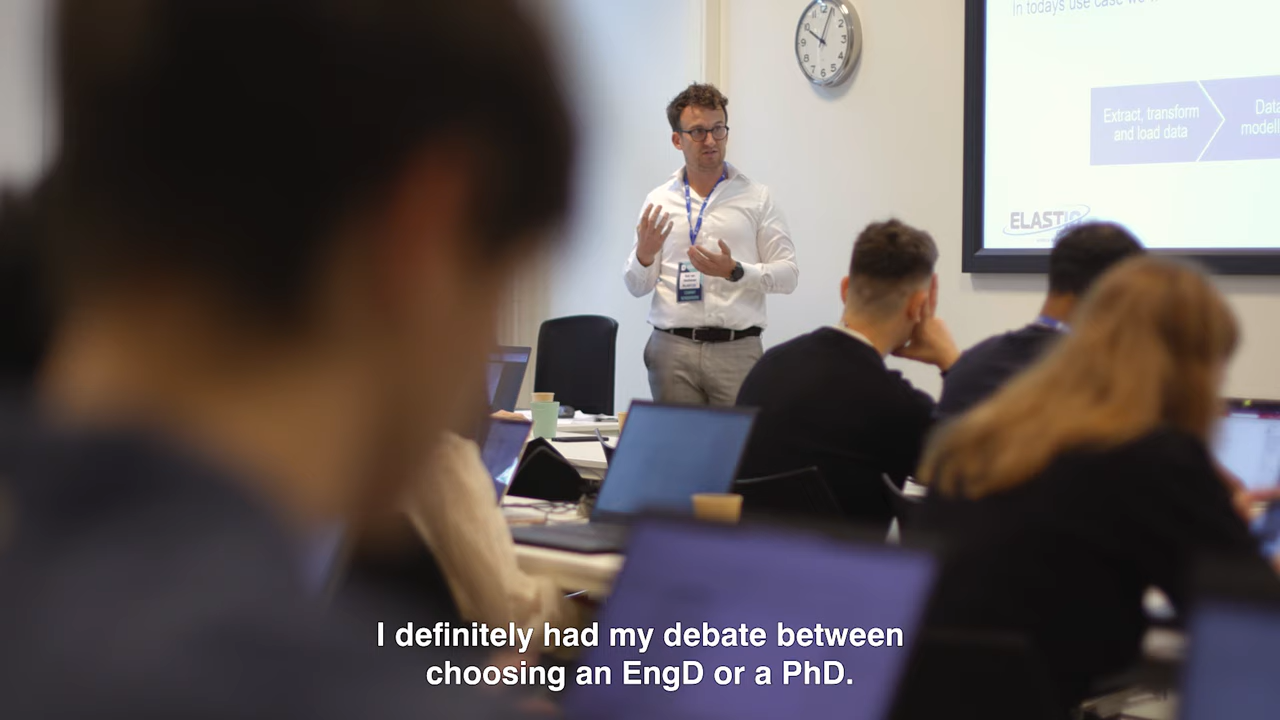 In todays use case we
Extract, transform
and load data
Data
modell
ELASTIC
I definitely had my debate between
choosing an EngD or a PhD.